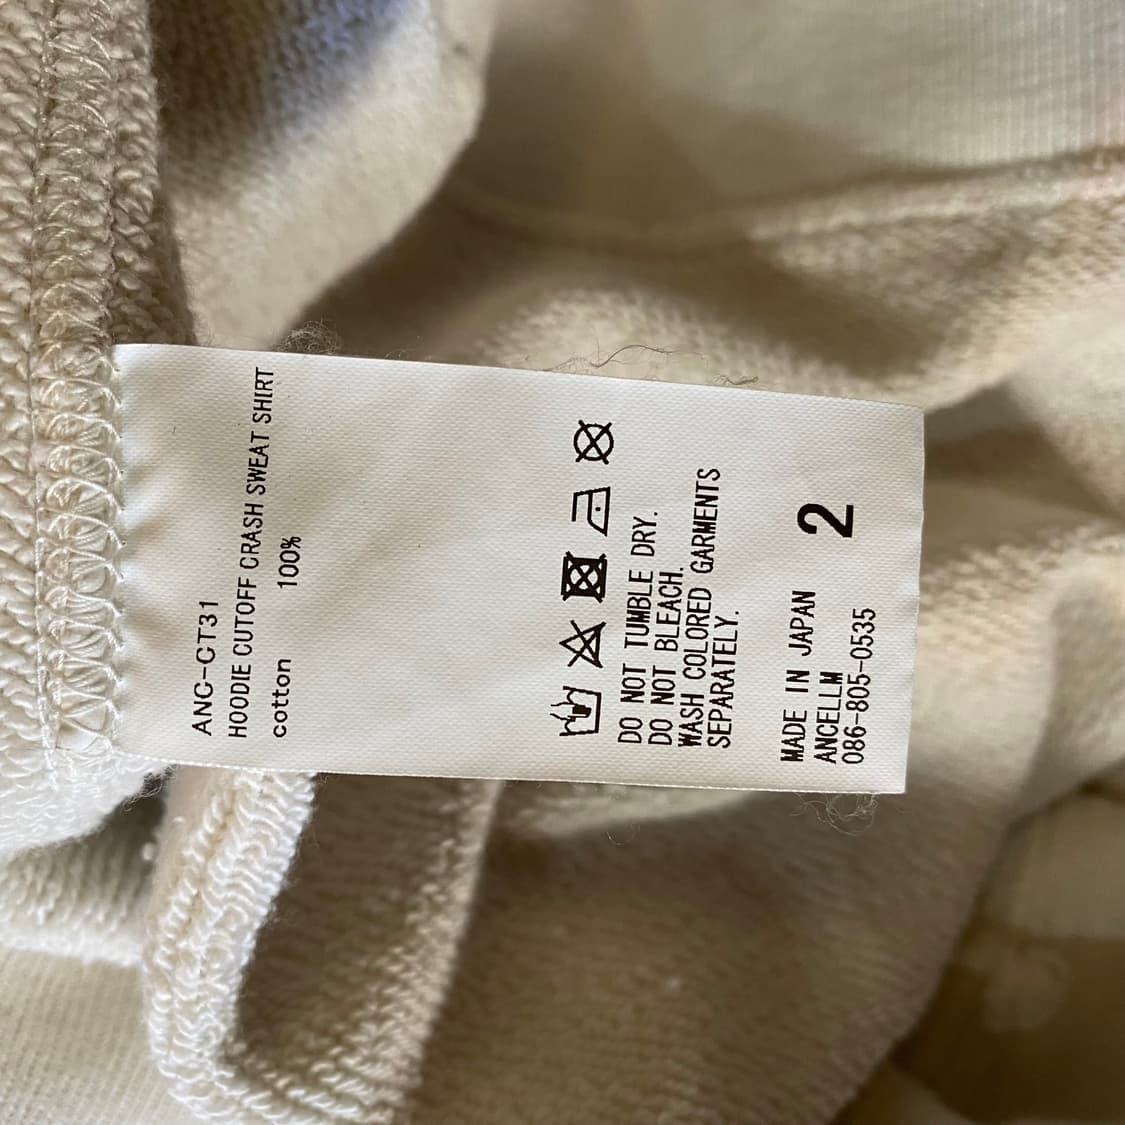 ANC-CT31
HOODIE CUTOFF CRASH SWEAT SHIRT
cotton 100%
DO NOT TUMBLE DRY.
DO NOT BLEACH.
WASH COLORED GARMENTS
SEPARATELY.
MADE IN JAPAN 2
ANCELLM
086-805-0535